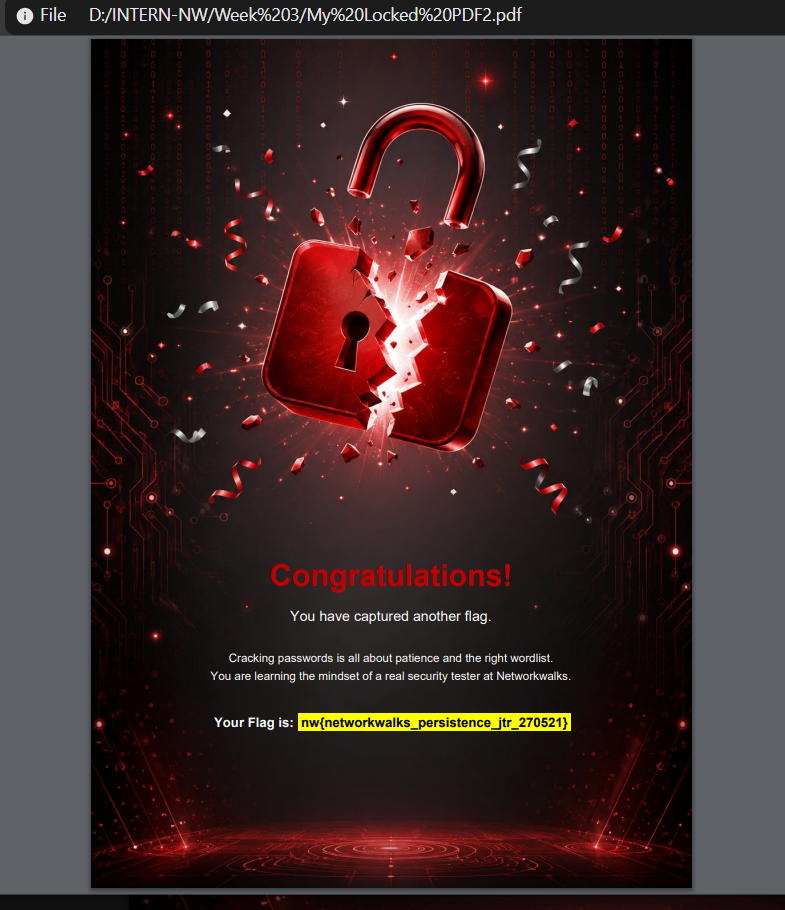 File D:/INTERN-NW/Week%203/My%20Locked%20PDF2.pdf
Congratulations!
You have captured another flag.
Cracking passwords is all about patience and the right wordlist.
You are learning the mindset of a real security tester at Networkwalks.
Your Flag is: nw{networkwalks_persistence_jtr_270521}